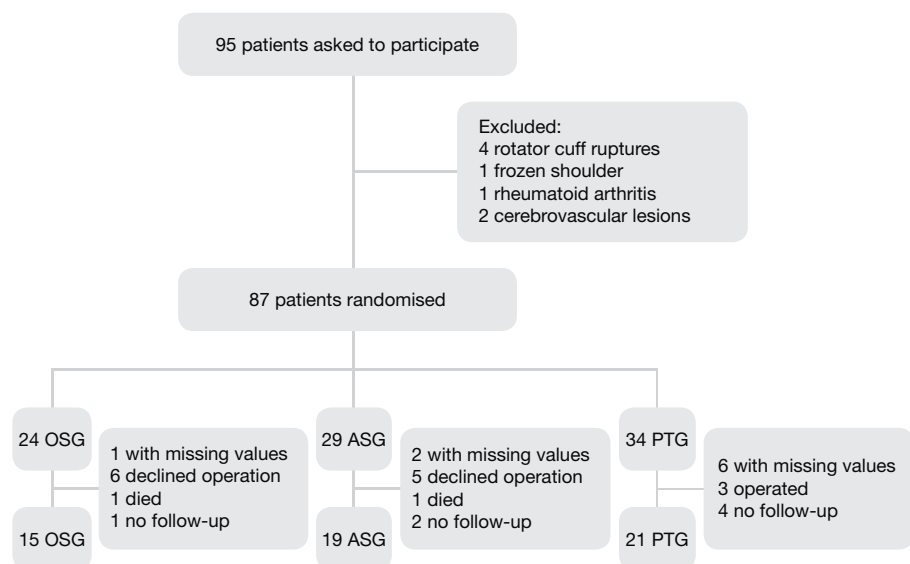 95 patients asked to participate
Excluded:
4 rotator cuff ruptures
1 frozen shoulder
1 rheumatoid arthritis
2 cerebrovascular lesions
87 patients randomised
24 OSG
1 with missing values
6 declined operation
1 died
1 no follow-up
15 OSG
29 ASG
2 with missing values
5 declined operation
1 died
2 no follow-up
19 ASG
34 PTG
6 with missing values
3 operated
4 no follow-up
21 PTG